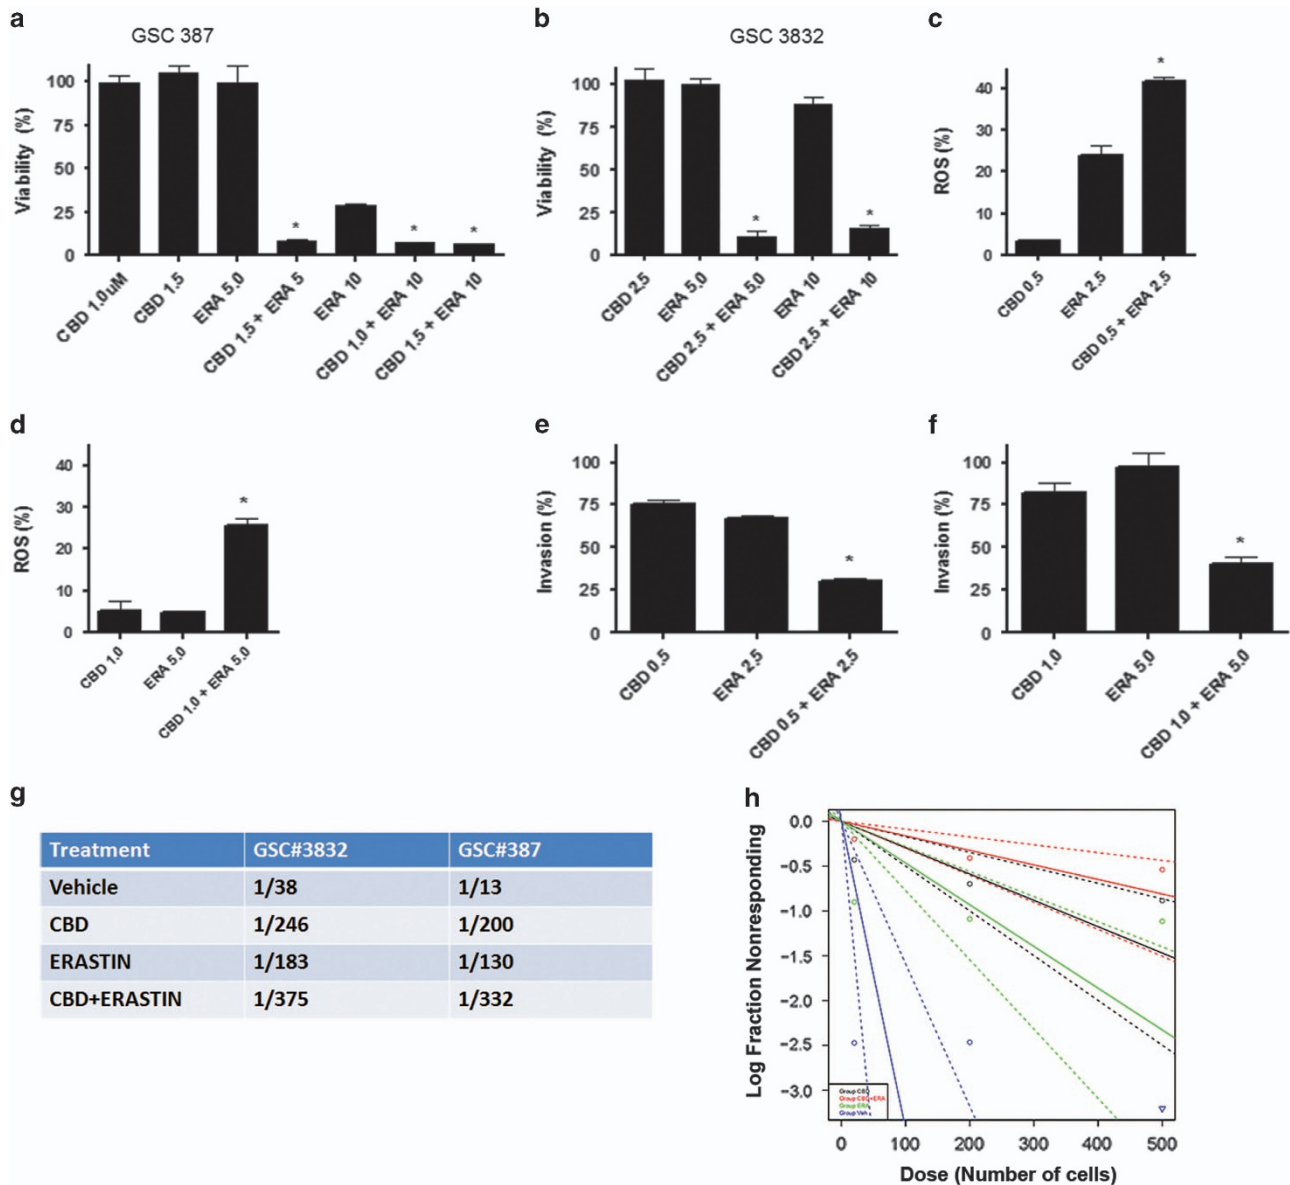 a
GSC 387
Viability (%)
100
75
50
25
0
CBD 1.0uM
CBD 1.5
ERA 5.0
CBD 1.5 + ERA 5
ERA 10
CBD 1.0 + ERA 10
CBD 1.5 + ERA 10
*
*
*
b
GSC 3832
Viability (%)
100
75
50
25
0
CBD 2.5
ERA 5.0
CBD 2.5 + ERA 5.0
ERA 10
CBD 2.5 + ERA 10
*
*
c
ROS (%)
40
30
20
10
0
CBD 0.5
ERA 2.5
CBD 0.5 + ERA 2.5
*
d
ROS (%)
40
30
20
10
0
CBD 1.0
ERA 5.0
CBD 1.0 + ERA 5.0
*
e
Invasion (%)
100
75
50
25
0
CBD 0.5
ERA 2.5
CBD 0.5 + ERA 2.5
*
f
Invasion (%)
100
75
50
25
0
CBD 1.0
ERA 5.0
CBD 1.0 + ERA 5.0
*
g
Treatment GSC#3832 GSC#387
Vehicle 1/38 1/13
CBD 1/246 1/200
ERASTIN 1/183 1/130
CBD+ERASTIN 1/375 1/332
h
Log Fraction Nonresponding
0.0
−0.5
−1.0
−1.5
−2.0
−2.5
−3.0
Group CBD
Group CBD+ERA
Group ERA
Group Veh
0 100 200 300 400 500
Dose (Number of cells)